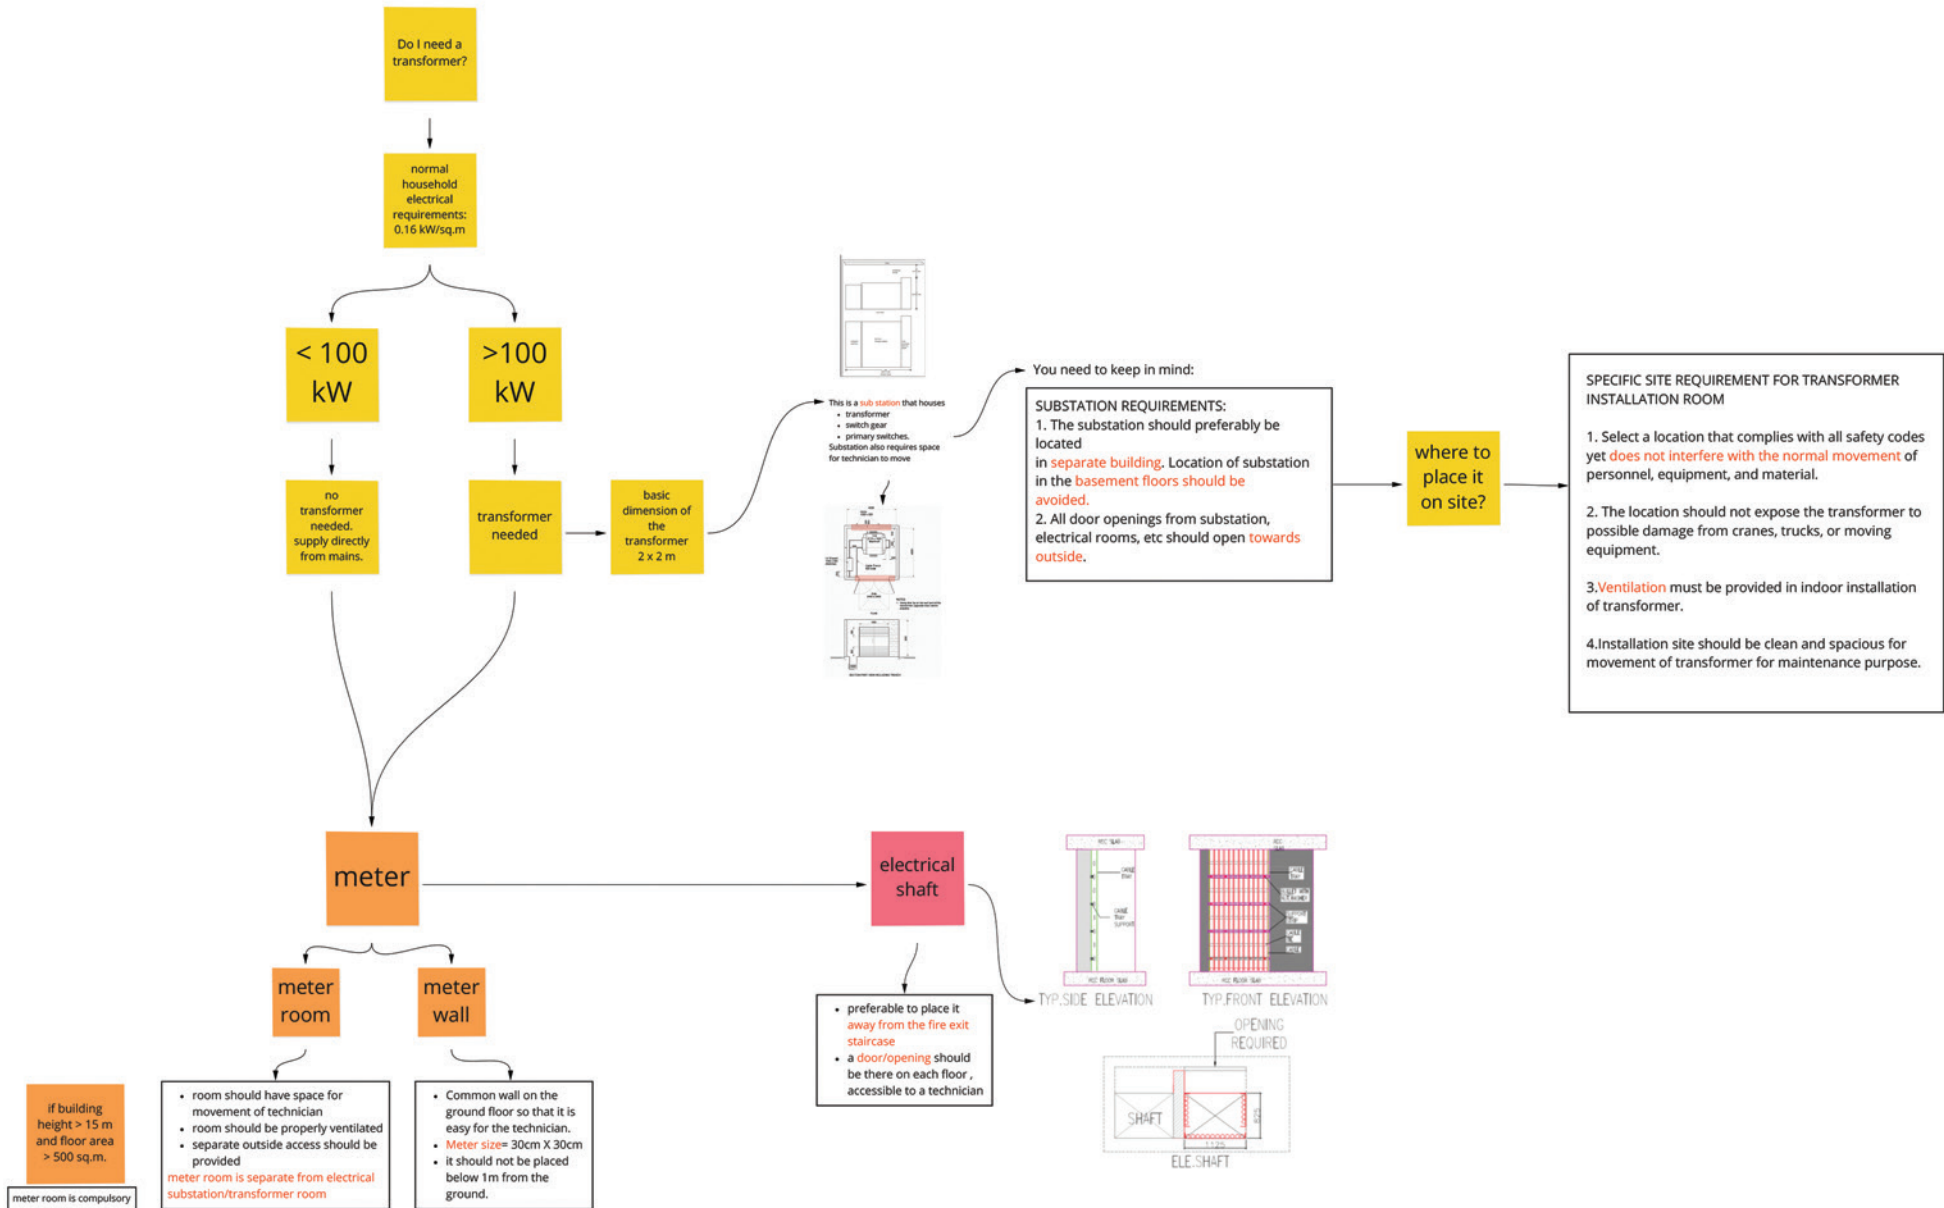 Do I need a
transformer?
normal
household
electrical
requirements:
0.16 kW/sq.m
< 100
kW
>100
kW
no
transformer
needed.
supply directly
from mains.
transformer
needed
basic
dimension of
the
transformer
2 x 2 m
This is a sub station that houses
• transformer
• switch gear
• primary switches.
Substation also requires space
for technician to move
You need to keep in mind:
SUBSTATION REQUIREMENTS:
1. The substation should preferably be
located
in separate building. Location of substation
in the basement floors should be
avoided.
2. All door openings from substation,
electrical rooms, etc should open towards
outside.
where to
place it
on site?
SPECIFIC SITE REQUIREMENT FOR TRANSFORMER
INSTALLATION ROOM
1. Select a location that complies with all safety codes
yet does not interfere with the normal movement of
personnel, equipment, and material.
2. The location should not expose the transformer to
possible damage from cranes, trucks, or moving
equipment.
3.Ventilation must be provided in indoor installation
of transformer.
4.Installation site should be clean and spacious for
movement of transformer for maintenance purpose.
meter
electrical
shaft
meter
room
meter
wall
if building
height > 15 m
and floor area
> 500 sq.m.
meter room is compulsory
• room should have space for
movement of technician
• room should be properly ventilated
• separate outside access should be
provided
meter room is separate from electrical
substation/transformer room
• Common wall on the
ground floor so that it is
easy for the technician.
• Meter size= 30cm X 30cm
• it should not be placed
below 1m from the
ground.
• preferable to place it
away from the fire exit
staircase
• a door/opening should
be there on each floor ,
accessible to a technician
CABLE
TRAY
CABLE
TRAY
SUPPORT
TYP.SIDE ELEVATION
CABLE
TRAY
CABLE
TIE
CABLE
TYP.FRONT ELEVATION
OPENING
REQUIRED
SHAFT
825
1125
ELE.SHAFT